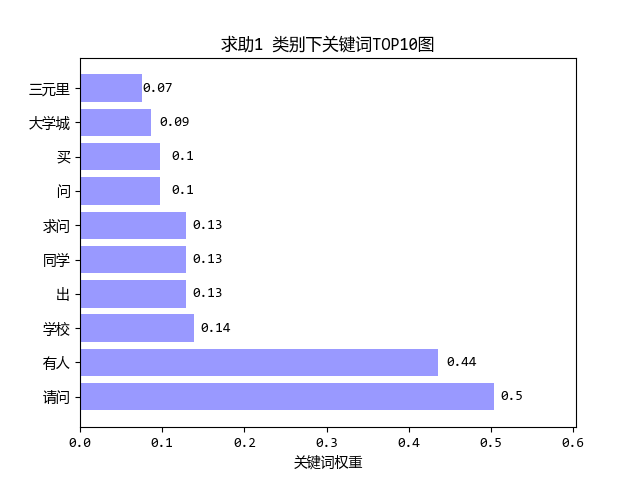 求助1 类别下关键词TOP10图
三元里 0.07
大学城 0.09
买 0.1
问 0.1
求问 0.13
同学 0.13
出 0.13
学校 0.14
有人 0.44
请问 0.5
0.0 0.1 0.2 0.3 0.4 0.5 0.6
关键词权重